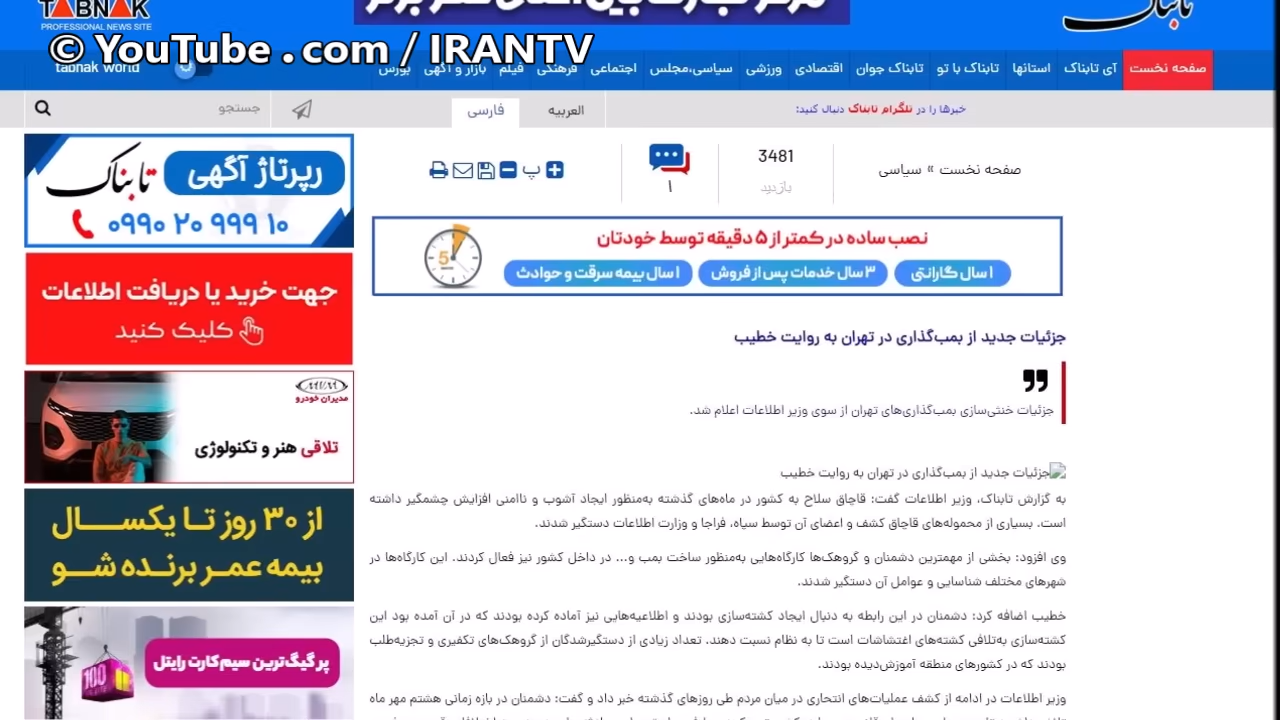 TABNAK
PROFESSIONAL NEWS SITE
تابناک
© YouTube . com / IRANTV
صفحه نخست
آی تابناک
استانها
تابناک با تو
تابناک جوان
اقتصادی
ورزشی
سیاسی،مجلس
اجتماعی
فرهنگی
فیلم
بازار و آگهی
بورس
tabnak world
خبرها را در تلگرام تابناک دنبال کنید:
العربیه
فارسی
جستجو
صفحه نخست » سیاسی
3481
بازدید
۱
پ
نصب ساده در کمتر از ۵ دقیقه توسط خودتان
۱ سال گارانتی
۳ سال خدمات پس از فروش
۱ سال بیمه سرقت و حوادث
5
جزئیات جدید از بمب‌گذاری در تهران به روایت خطیب
جزئیات خنثی‌سازی بمب‌گذاری‌های تهران از سوی وزیر اطلاعات اعلام شد.
جزئیات جدید از بمب‌گذاری در تهران به روایت خطیب
به گزارش تابناک، وزیر اطلاعات گفت: قاچاق سلاح به کشور در ماه‌های گذشته به‌منظور ایجاد آشوب و ناامنی افزایش چشمگیر داشته
است. بسیاری از محموله‌های قاچاق کشف و اعضای آن توسط سپاه، فراجا و وزارت اطلاعات دستگیر شدند.
وی افزود: بخشی از مهمترین دشمنان و گروهک‌ها کارگاه‌هایی به‌منظور ساخت بمب و... در داخل کشور نیز فعال کردند. این کارگاه‌ها در
شهرهای مختلف شناسایی و عوامل آن دستگیر شدند.
خطیب اضافه کرد: دشمنان در این رابطه به دنبال ایجاد کشته‌سازی بودند و اطلاعیه‌هایی نیز آماده کرده بودند که در آن آمده بود این
کشته‌سازی به‌تلافی کشته‌های اغتشاشات است تا به نظام نسبت دهند. تعداد زیادی از دستگیرشدگان از گروهک‌های تکفیری و تجزیه‌طلب
بودند که در کشورهای منطقه آموزش‌دیده بودند.
وزیر اطلاعات در ادامه از کشف عملیات‌های انتحاری در میان مردم طی روزهای گذشته خبر داد و گفت: دشمنان در بازه زمانی هشتم مهر ماه
رپرتاژ آگهی
تابناک
۰۹۹۰ ۲۰ ۹۹۹ ۱۰
جهت خرید یا دریافت اطلاعات
کلیک کنید
مدیران خودرو
تلاقی هنر و تکنولوژی
از ۳۰ روز تا یکسال
بیمه عمر برنده شو
پر گیگ‌ترین سیم‌کارت رایتل
100